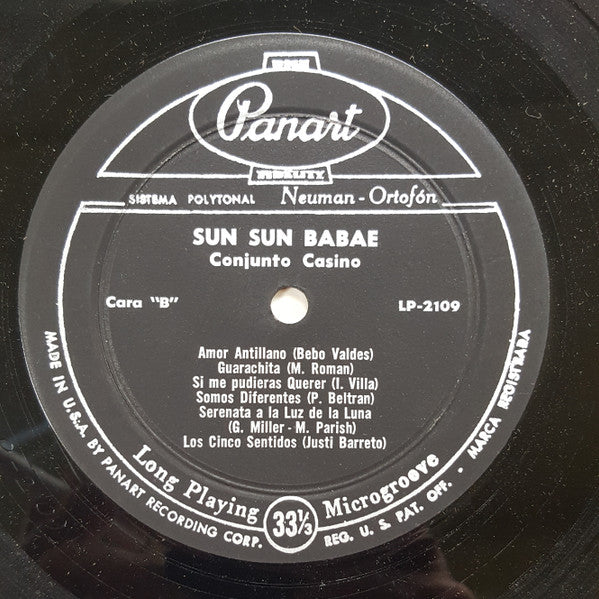 HIGH
Panart
FIDELITY
SISTEMA POLYTONAL Neuman-Ortofón
SUN SUN BABAE
Conjunto Casino
Cara "B" LP-2109
Amor Antillano (Bebo Valdes)
Guarachita (M. Roman)
Si me pudieras Querer (I. Villa)
Somos Diferentes (P. Beltran)
Serenata a la Luz de la Luna
(G. Miller - M. Parish)
Los Cinco Sentidos (Justi Barreto)
Long Playing 33⅓ Microgroove
MADE IN U.S.A. BY PANART RECORDING CORP. REG. U. S. PAT. OFF. - MARCA REGISTRADA